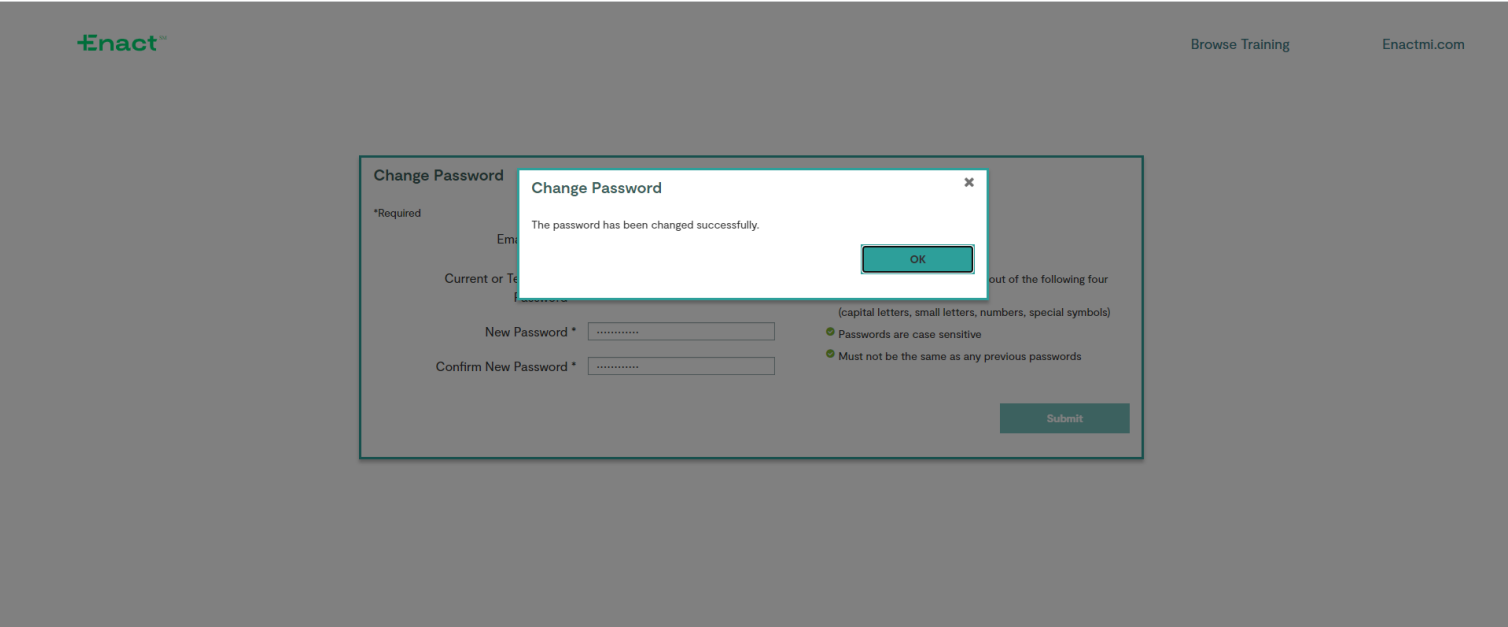 Enact
Browse Training
Enactmi.com
Change Password
*Required
Change Password
The password has been changed successfully.
OK
Current or
out of the following four
(capital letters, small letters, numbers, special symbols)
New Password *
Passwords are case sensitive
Must not be the same as any previous passwords
Confirm New Password *
Submit